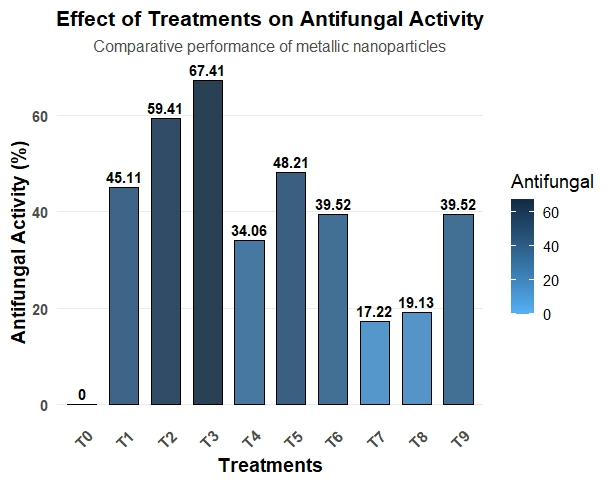 Effect of Treatments on Antifungal Activity
Comparative performance of metallic nanoparticles
Antifungal Activity (%)
60
40
20
0
0
45.11
59.41
67.41
34.06
48.21
39.52
17.22
19.13
39.52
T0
T1
T2
T3
T4
T5
T6
T7
T8
T9
Treatments
Antifungal
60
40
20
0